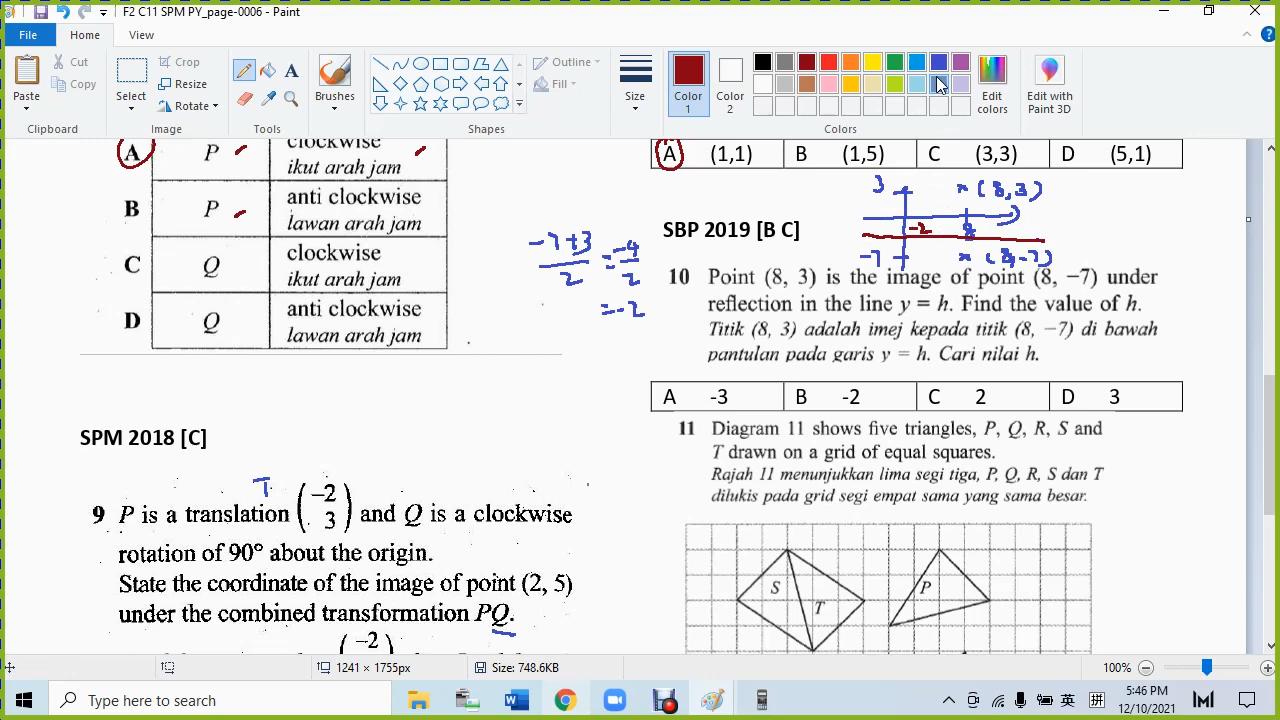 F2 C11 SPM PY_page-0006 - Paint
File Home View
Paste Cut Copy
Clipboard
Select Crop Resize Rotate
Image
Tools
Brushes
Shapes
Outline
Fill
Size
Color 1
Color 2
Edit colors
Colors
Edit with Paint 3D
A P clockwise
ikut arah jam
B P anti clockwise
lawan arah jam
C Q clockwise
ikut arah jam
D Q anti clockwise
lawan arah jam
-7+3/2 = -4/2
= -2
SPM 2018 [C]
T
9 P is a translation (-2 3) and Q is a clockwise
rotation of 90° about the origin.
State the coordinate of the image of point (2, 5)
under the combined transformation PQ.
(-2
A (1,1) B (1,5) C (3,3) D (5,1)
3 × (8,3)
-2 8
-7 × (8,-7)
SBP 2019 [B C]
10 Point (8, 3) is the image of point (8, −7) under
reflection in the line y = h. Find the value of h.
Titik (8, 3) adalah imej kepada titik (8, −7) di bawah
pantulan pada garis y = h. Cari nilai h.
A -3 B -2 C 2 D 3
11 Diagram 11 shows five triangles, P, Q, R, S and
T drawn on a grid of equal squares.
Rajah 11 menunjukkan lima segi tiga, P, Q, R, S dan T
dilukis pada grid segi empat sama yang sama besar.
S T P
1241 × 1755px
Size: 748.6KB
100%
Type here to search
英
拼
5:46 PM
12/10/2021